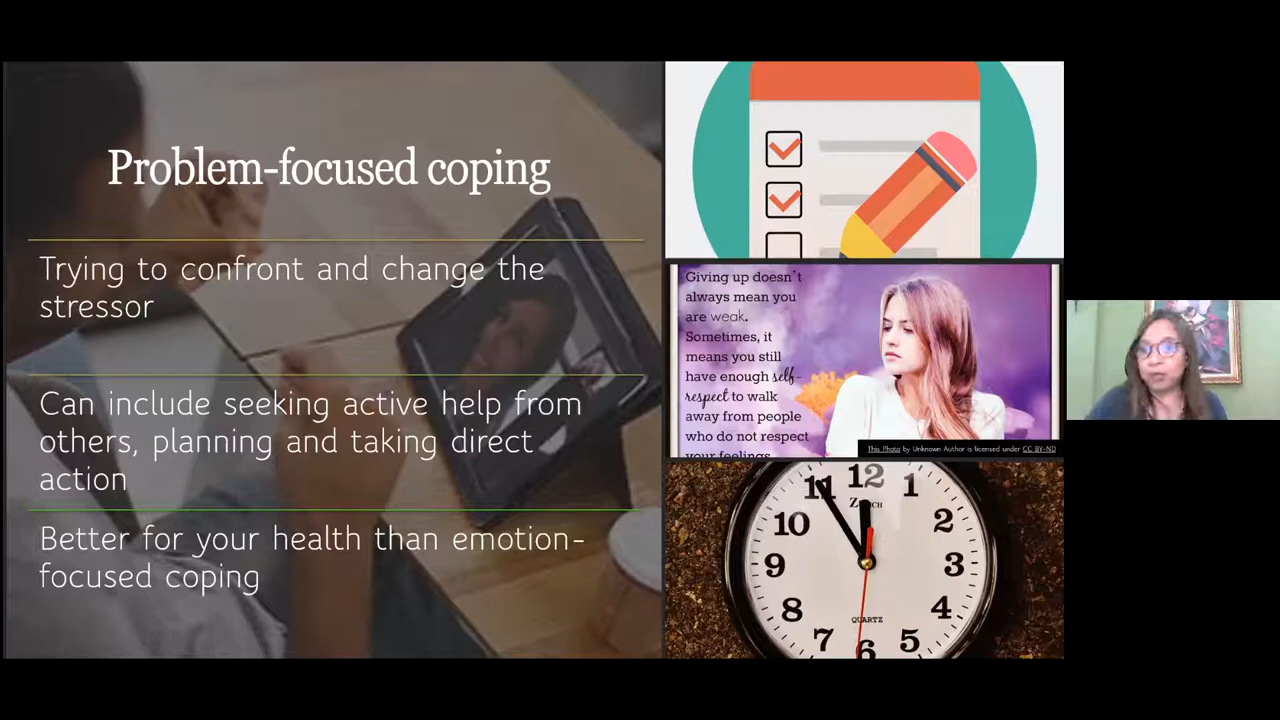 Problem-focused coping
Trying to confront and change the
stressor
Can include seeking active help from
others, planning and taking direct
action
Better for your health than emotion-
focused coping
Giving up doesn't
always mean you
are weak.
Sometimes, it
means you still
have enough self-
respect to walk
away from people
who do not respect
your feelings
This Photo by Unknown Author is licensed under CC BY-ND
11 12 1
10 2
9 3
8 4
7 6 5
QUARTZ